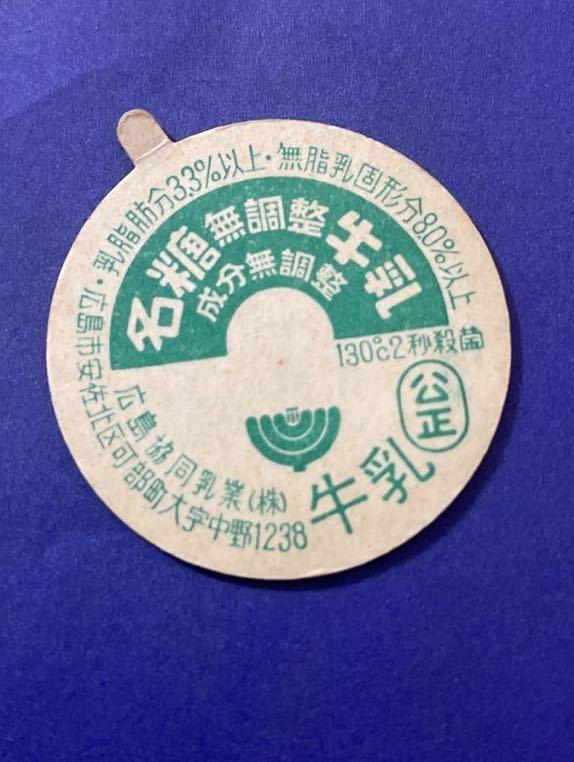 乳脂肪分3.3%以上・無脂乳固形分8.0%以上
名糖無調整牛乳
成分無調整
130℃2秒殺菌
公正
牛乳
広島協同乳業(株)
・広島市安佐北区可部町大字中野1238